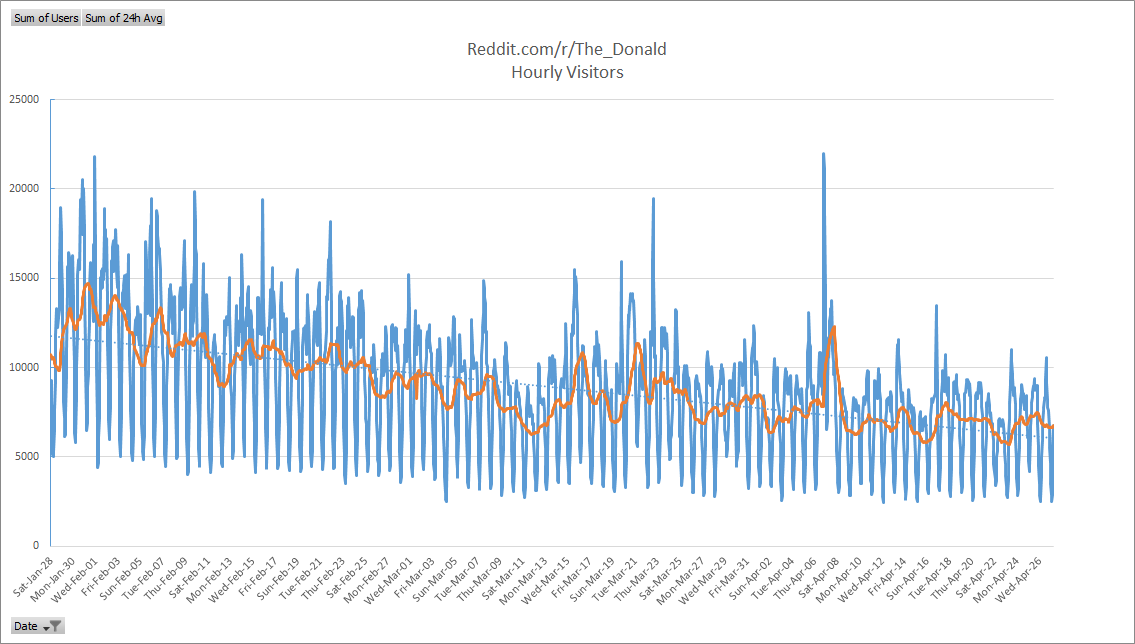 Sum of Users Sum of 24h Avg
Reddit.com/r/The_Donald
Hourly Visitors
25000
20000
15000
10000
5000
0
Sat-Jan-28
Mon-Jan-30
Wed-Feb-01
Fri-Feb-03
Sun-Feb-05
Tue-Feb-07
Thu-Feb-09
Sat-Feb-11
Mon-Feb-13
Wed-Feb-15
Fri-Feb-17
Sun-Feb-19
Tue-Feb-21
Thu-Feb-23
Sat-Feb-25
Mon-Feb-27
Wed-Mar-01
Fri-Mar-03
Sun-Mar-05
Tue-Mar-07
Thu-Mar-09
Sat-Mar-11
Mon-Mar-13
Wed-Mar-15
Fri-Mar-17
Sun-Mar-19
Tue-Mar-21
Thu-Mar-23
Sat-Mar-25
Mon-Mar-27
Wed-Mar-29
Fri-Mar-31
Sun-Apr-02
Tue-Apr-04
Thu-Apr-06
Sat-Apr-08
Mon-Apr-10
Wed-Apr-12
Fri-Apr-14
Sun-Apr-16
Tue-Apr-18
Thu-Apr-20
Sat-Apr-22
Mon-Apr-24
Wed-Apr-26
Date